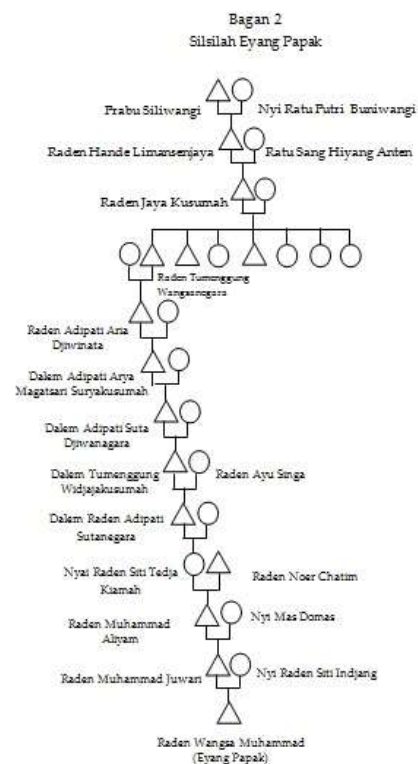 Bagan 2
Silsilah Eyang Papak
Prabu Siliwangi
Nyi Ratu Putri Buniwangi
Raden Hande Limansenjaya
Ratu Sang Hiyang Anten
Raden Jaya Kusumah
Raden Tumenggung
Wangsanegara
Raden Adipati Aria
Djiwinata
Dalem Adipati Arya
Magatsari Suryakusumah
Dalem Adipati Suta
Djiwanagara
Dalem Tumenggung
Widjajakusumah
Raden Ayu Singa
Dalem Raden Adipati
Sutanegara
Nyai Raden Siti Tedja
Kiamah
Raden Noer Chatim
Raden Muhammad
Aliyam
Nyi Mas Domas
Raden Muhammad Juwari
Nyi Raden Siti Indjang
Raden Wangsa Muhammad
(Eyang Papak)